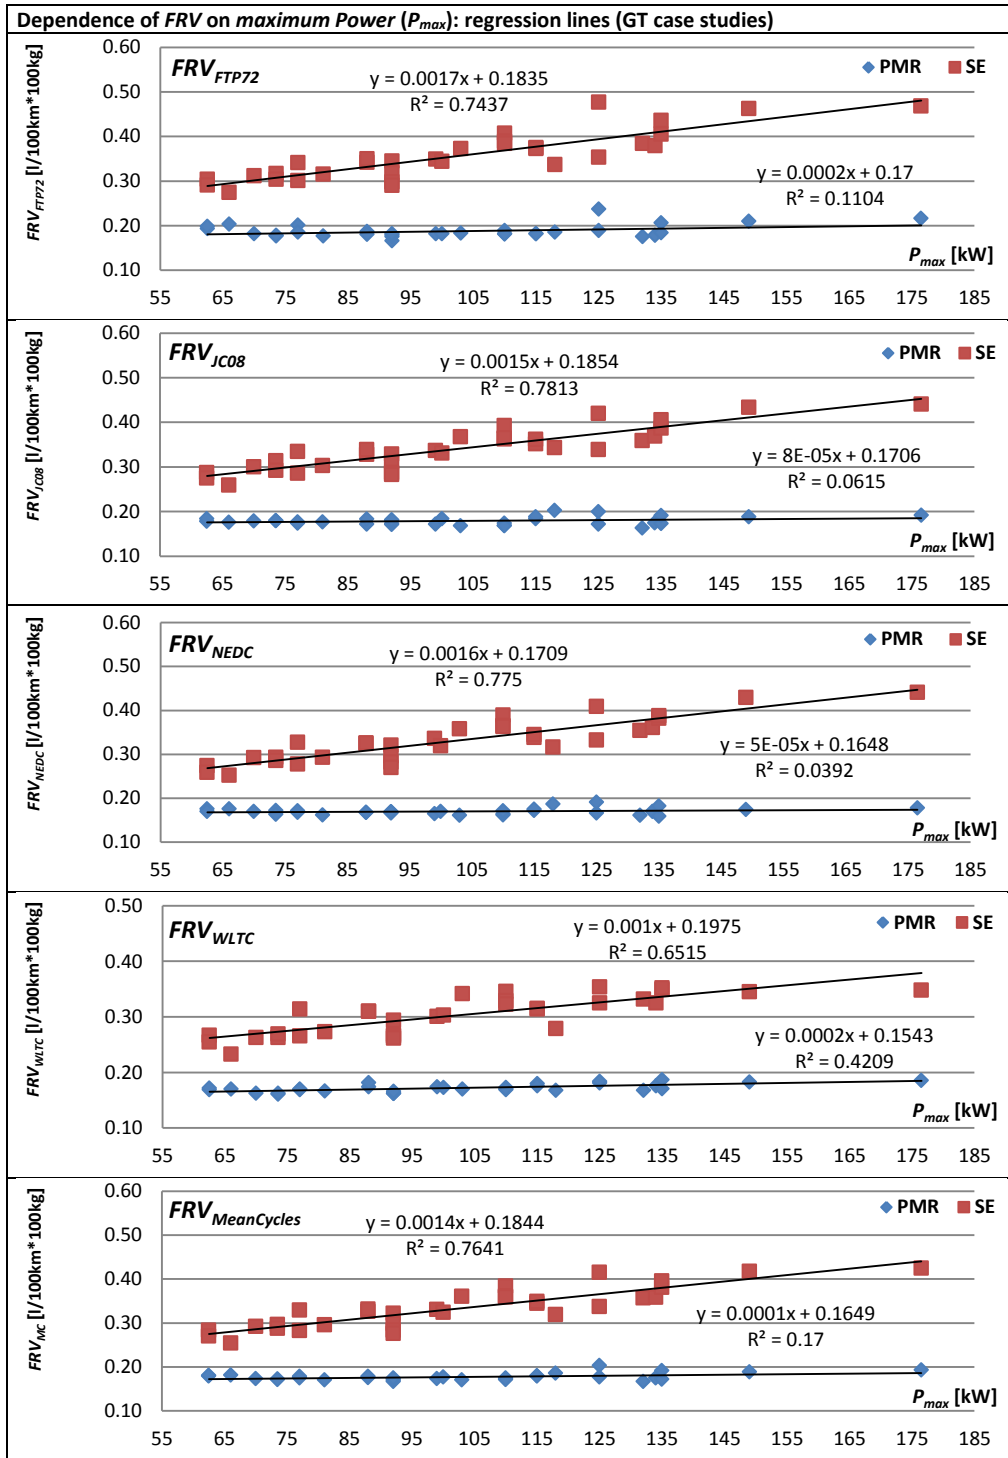 Dependence of FRV on maximum Power (Pmax): regression lines (GT case studies)
FRV_FTP72 [l/100km*100kg]
0.60
0.50
0.40
0.30
0.20
0.10
FRV_FTP72
y = 0.0017x + 0.1835
R² = 0.7437
PMR SE
y = 0.0002x + 0.17
R² = 0.1104
Pmax [kW]
55 65 75 85 95 105 115 125 135 145 155 165 175 185
FRV_JC08 [l/100km*100kg]
0.60
0.50
0.40
0.30
0.20
0.10
FRV_JC08
y = 0.0015x + 0.1854
R² = 0.7813
PMR SE
y = 8E-05x + 0.1706
R² = 0.0615
Pmax [kW]
55 65 75 85 95 105 115 125 135 145 155 165 175 185
FRV_NEDC [l/100km*100kg]
0.60
0.50
0.40
0.30
0.20
0.10
FRV_NEDC
y = 0.0016x + 0.1709
R² = 0.775
PMR SE
y = 5E-05x + 0.1648
R² = 0.0392
Pmax [kW]
55 65 75 85 95 105 115 125 135 145 155 165 175 185
FRV_WLTC [l/100km*100kg]
0.50
0.40
0.30
0.20
0.10
FRV_WLTC
y = 0.001x + 0.1975
R² = 0.6515
PMR SE
y = 0.0002x + 0.1543
R² = 0.4209
Pmax [kW]
55 65 75 85 95 105 115 125 135 145 155 165 175 185
FRV_MC [l/100km*100kg]
0.60
0.50
0.40
0.30
0.20
0.10
FRV_MeanCycles
y = 0.0014x + 0.1844
R² = 0.7641
PMR SE
y = 0.0001x + 0.1649
R² = 0.17
Pmax [kW]
55 65 75 85 95 105 115 125 135 145 155 165 175 185